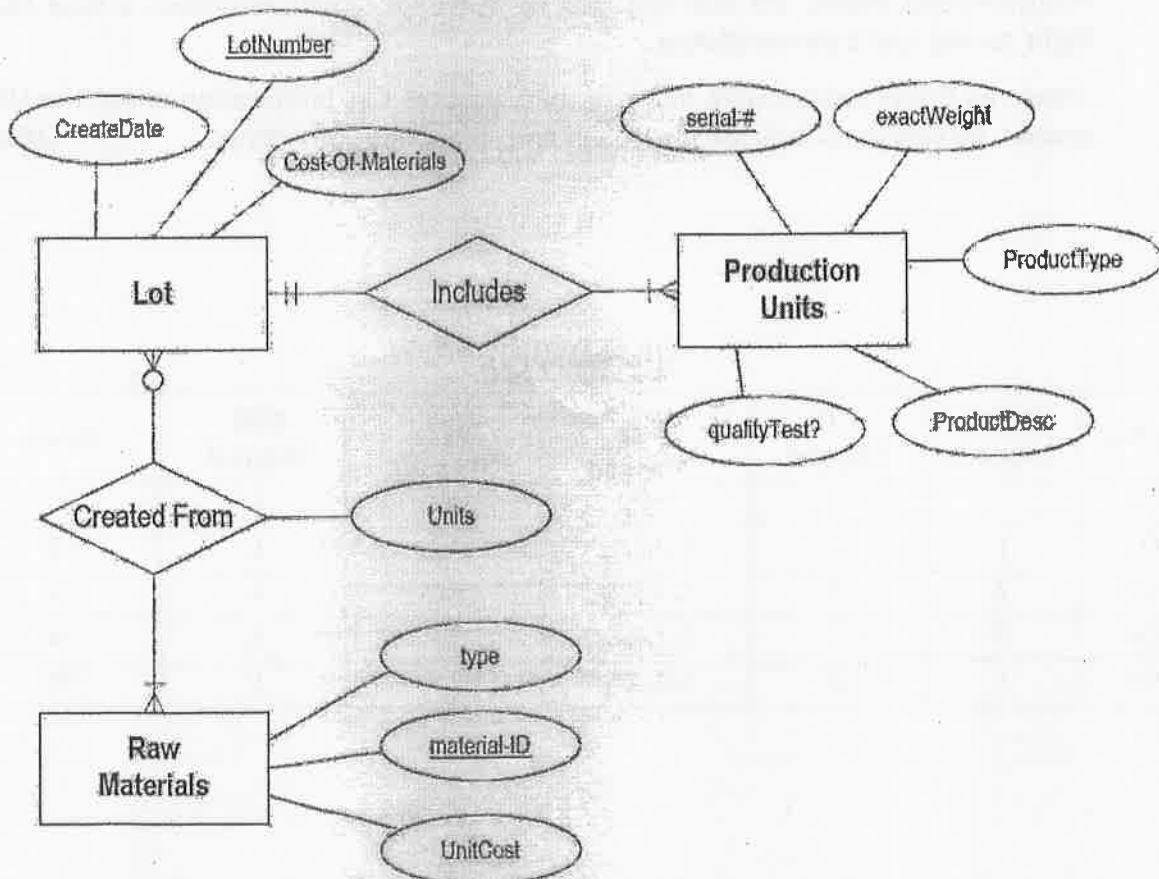 LotNumber
CreateDate
Cost-Of-Materials
serial-#
exactWeight
Lot
Includes
Production
Units
ProductType
qualityTest?
ProductDesc
Created From
Units
type
Raw
Materials
material-ID
UnitCost